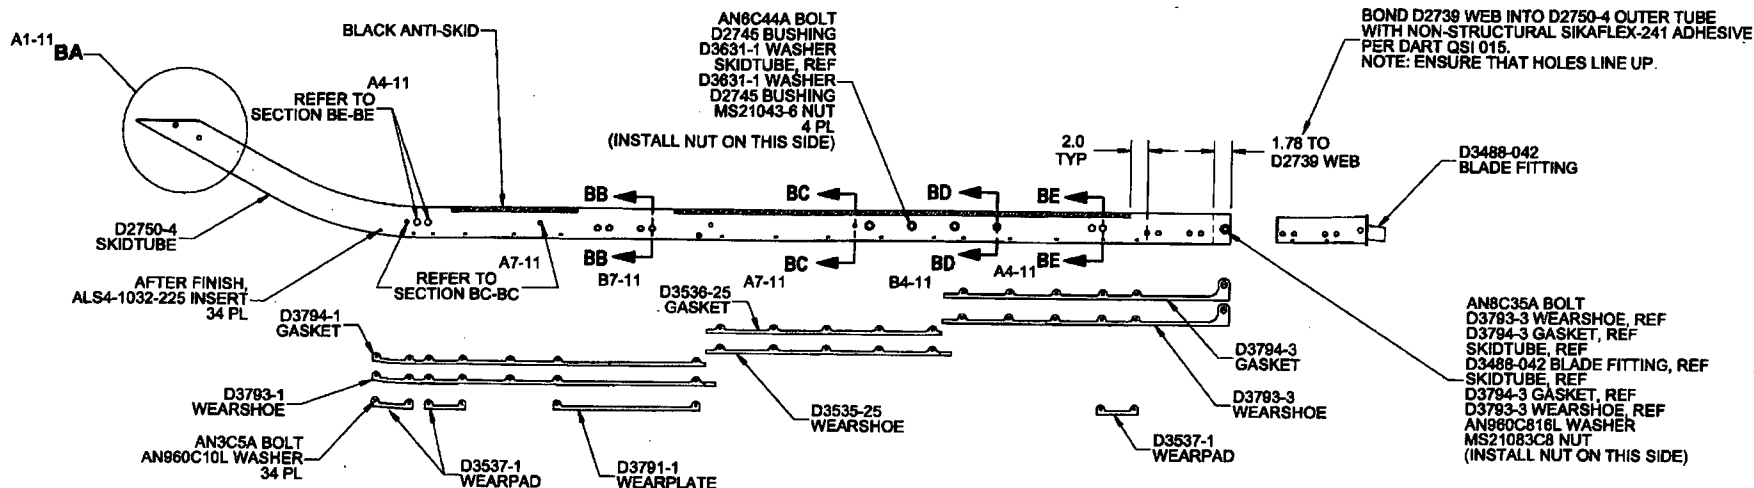 A1-11
BA
BLACK ANTI-SKID
A4-11
REFER TO
SECTION BE-BE
AN6C44A BOLT
D2745 BUSHING
D3631-1 WASHER
SKIDTUBE, REF
D3631-1 WASHER
D2745 BUSHING
MS21043-6 NUT
4 PL
(INSTALL NUT ON THIS SIDE)
BOND D2739 WEB INTO D2750-4 OUTER TUBE
WITH NON-STRUCTURAL SIKAFLEX-241 ADHESIVE
PER DART QSI 015.
NOTE: ENSURE THAT HOLES LINE UP.
2.0
TYP
1.78 TO
D2739 WEB
D3488-042
BLADE FITTING
BB
BC
BD
BE
D2750-4
SKIDTUBE
AFTER FINISH,
ALS4-1032-225 INSERT
34 PL
A7-11
REFER TO
SECTION BC-BC
BB
B7-11
A7-11
BC
B4-11
BD
A4-11
BE
D3536-25
GASKET
D3794-1
GASKET
D3793-1
WEARSHOE
AN3C5A BOLT
AN960C10L WASHER
34 PL
D3537-1
WEARPAD
D3791-1
WEARPLATE
D3535-25
WEARSHOE
D3794-3
GASKET
D3793-3
WEARSHOE
D3537-1
WEARPAD
AN8C35A BOLT
D3793-3 WEARSHOE, REF
D3794-3 GASKET, REF
SKIDTUBE, REF
D3488-042 BLADE FITTING, REF
SKIDTUBE, REF
D3794-3 GASKET, REF
D3793-3 WEARSHOE, REF
AN960C816L WASHER
MS21083C8 NUT
(INSTALL NUT ON THIS SIDE)